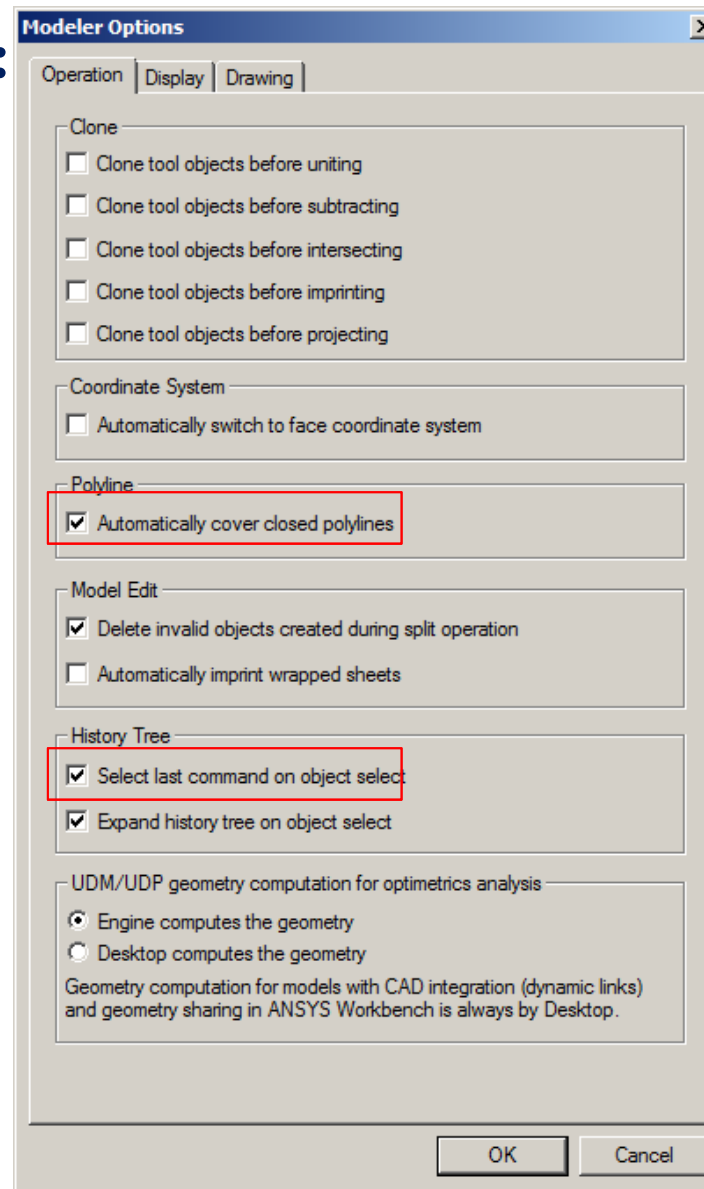 Modeler Options
:
Operation Display Drawing
Clone
Clone tool objects before uniting
Clone tool objects before subtracting
Clone tool objects before intersecting
Clone tool objects before imprinting
Clone tool objects before projecting
Coordinate System
Automatically switch to face coordinate system
Polyline
Automatically cover closed polylines
Model Edit
Delete invalid objects created during split operation
Automatically imprint wrapped sheets
History Tree
Select last command on object select
Expand history tree on object select
UDM/UDP geometry computation for optimetrics analysis
Engine computes the geometry
Desktop computes the geometry
Geometry computation for models with CAD integration (dynamic links)
and geometry sharing in ANSYS Workbench is always by Desktop.
OK Cancel